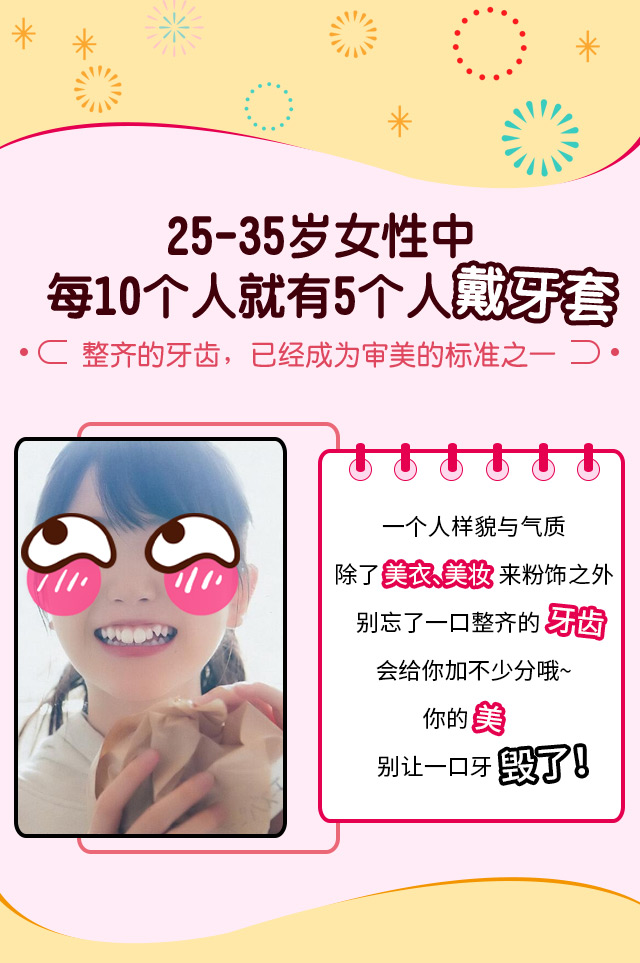 25-35岁女性中
每10个人就有5个人戴牙套
整齐的牙齿，已经成为审美的标准之一
一个人样貌与气质
除了美衣、美妆来粉饰之外
别忘了一口整齐的牙齿
会给你加不少分哦~
你的美
别让一口牙毁了！